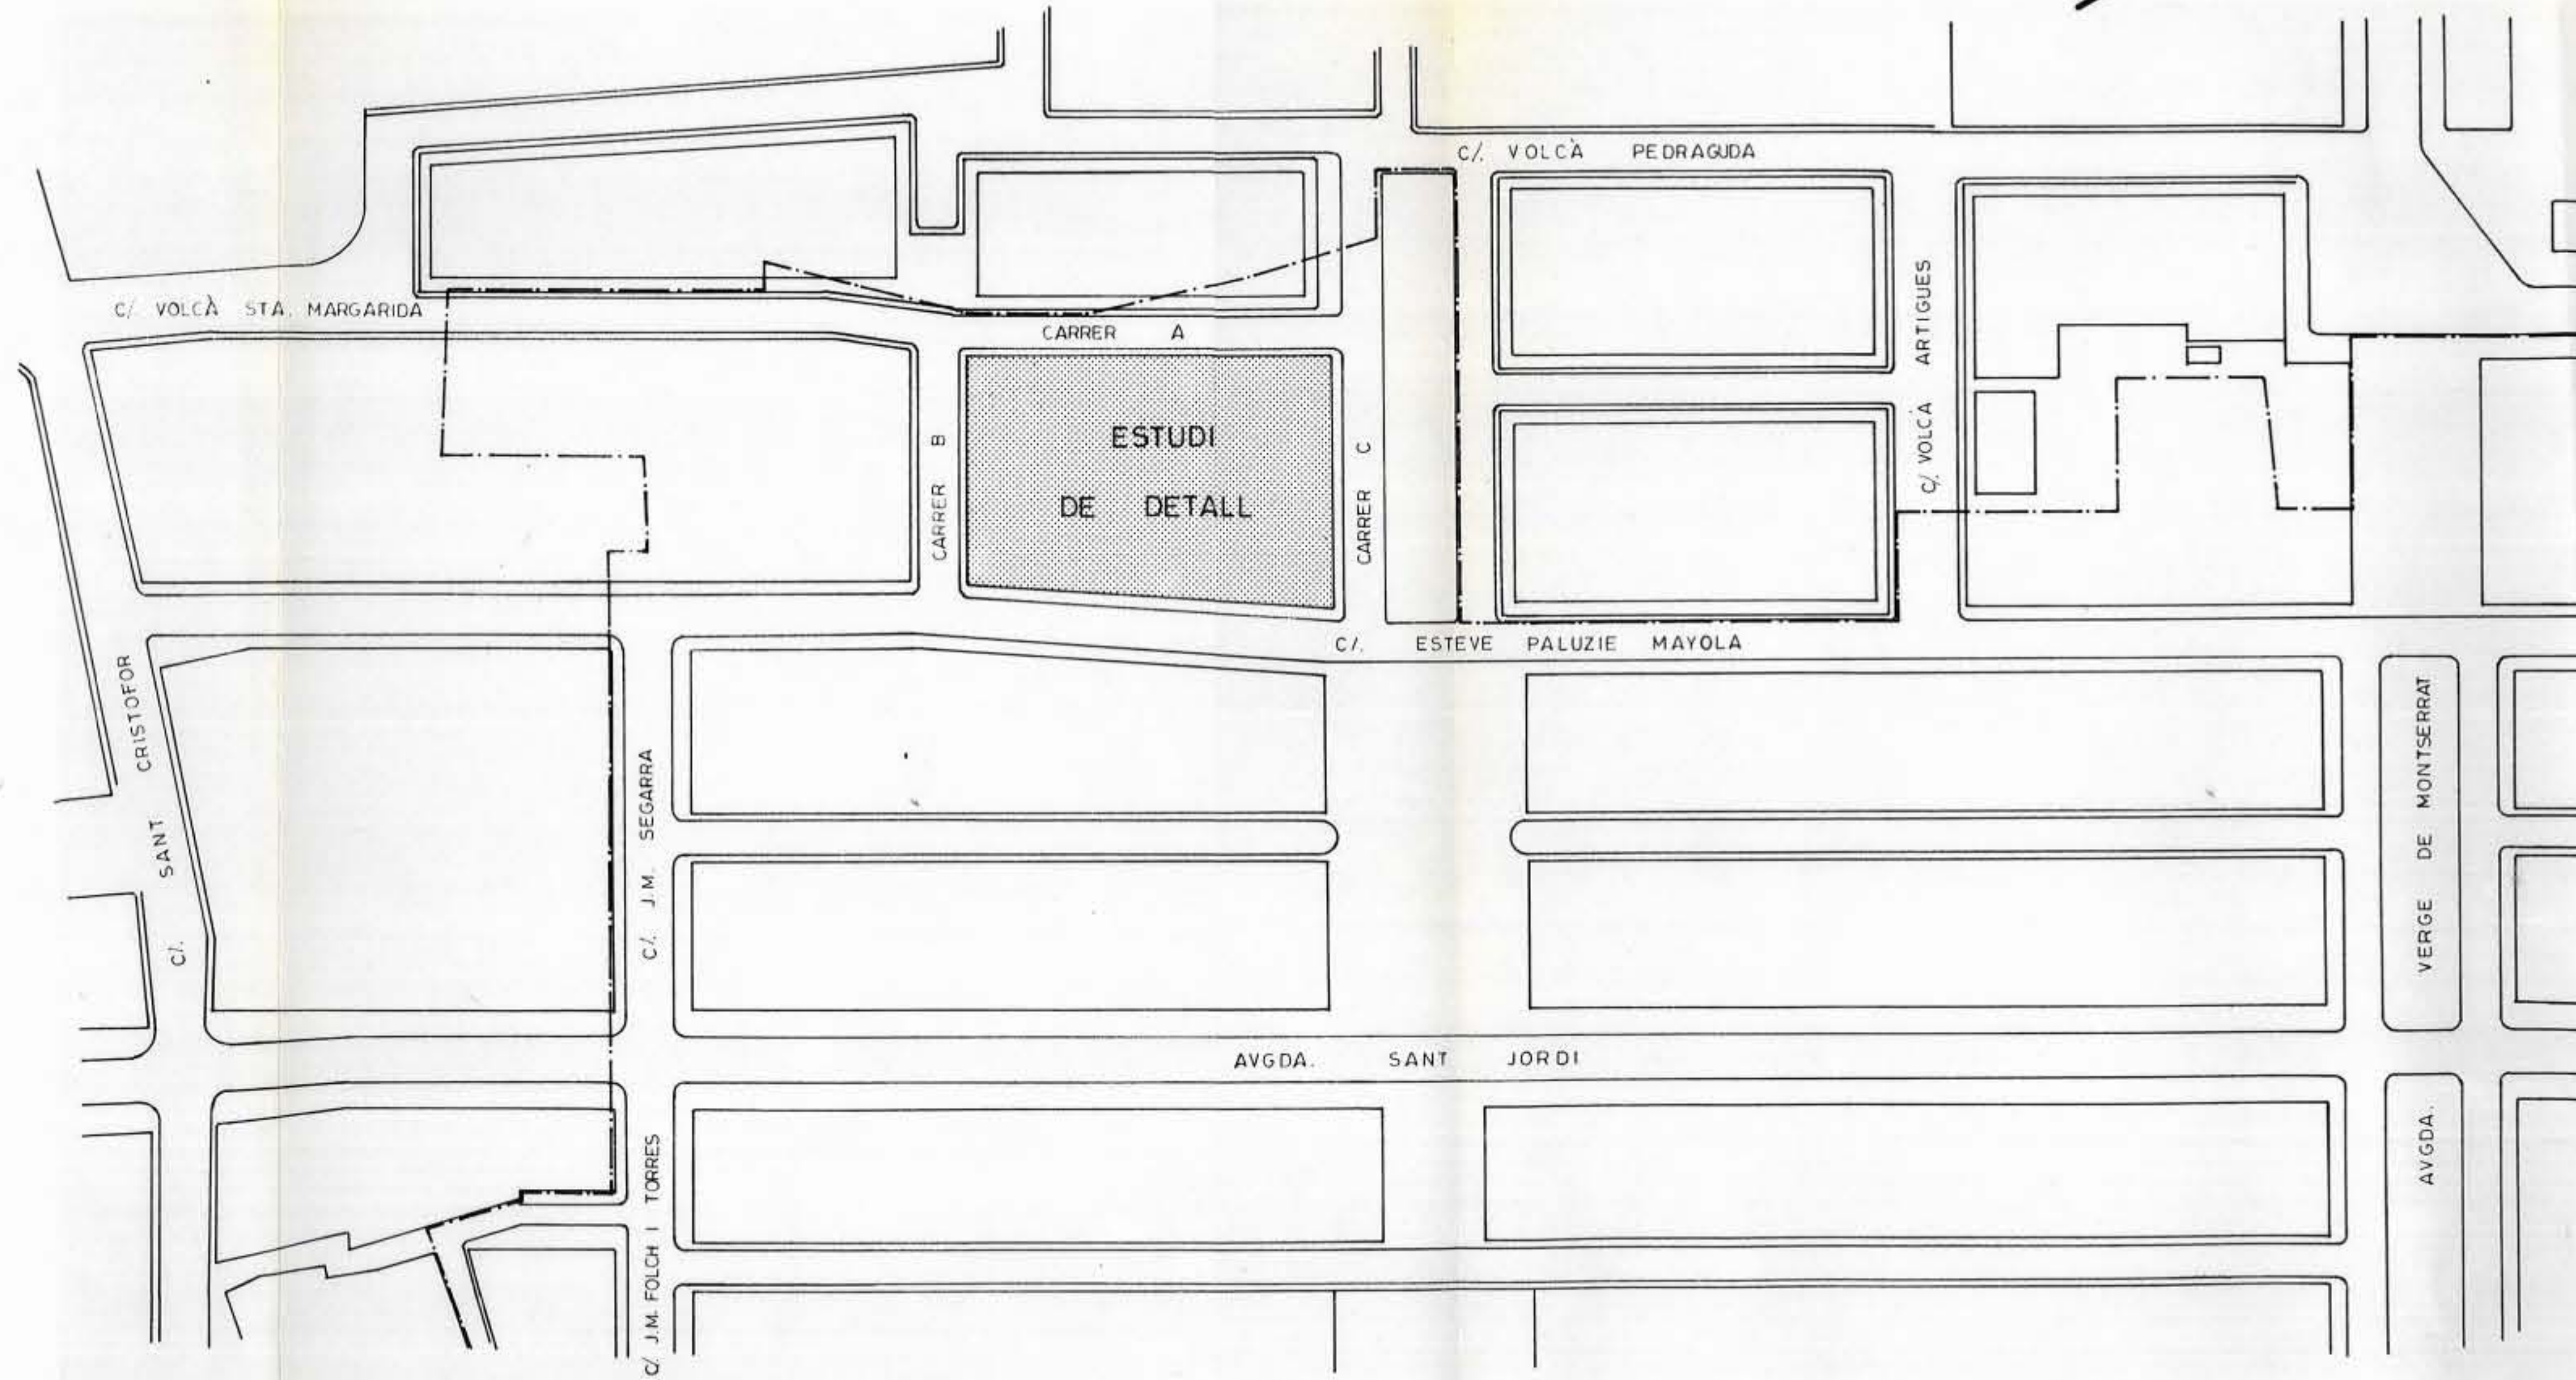 C/. VOLCÀ PEDRAGUDA
C/. VOLCÀ STA. MARGARIDA
CARRER A
C/. VOLCÀ ARTIGUES
CARRER B
ESTUDI
DE DETALL
CARRER C
C/. ESTEVE PALUZIE MAYOLA
C/. SANT CRISTOFOR
C/. J.M. SEGARRA
AVGDA. VERGE DE MONTSERRAT
AVGDA. SANT JORDI
C/ J.M. FOLCH I TORRES